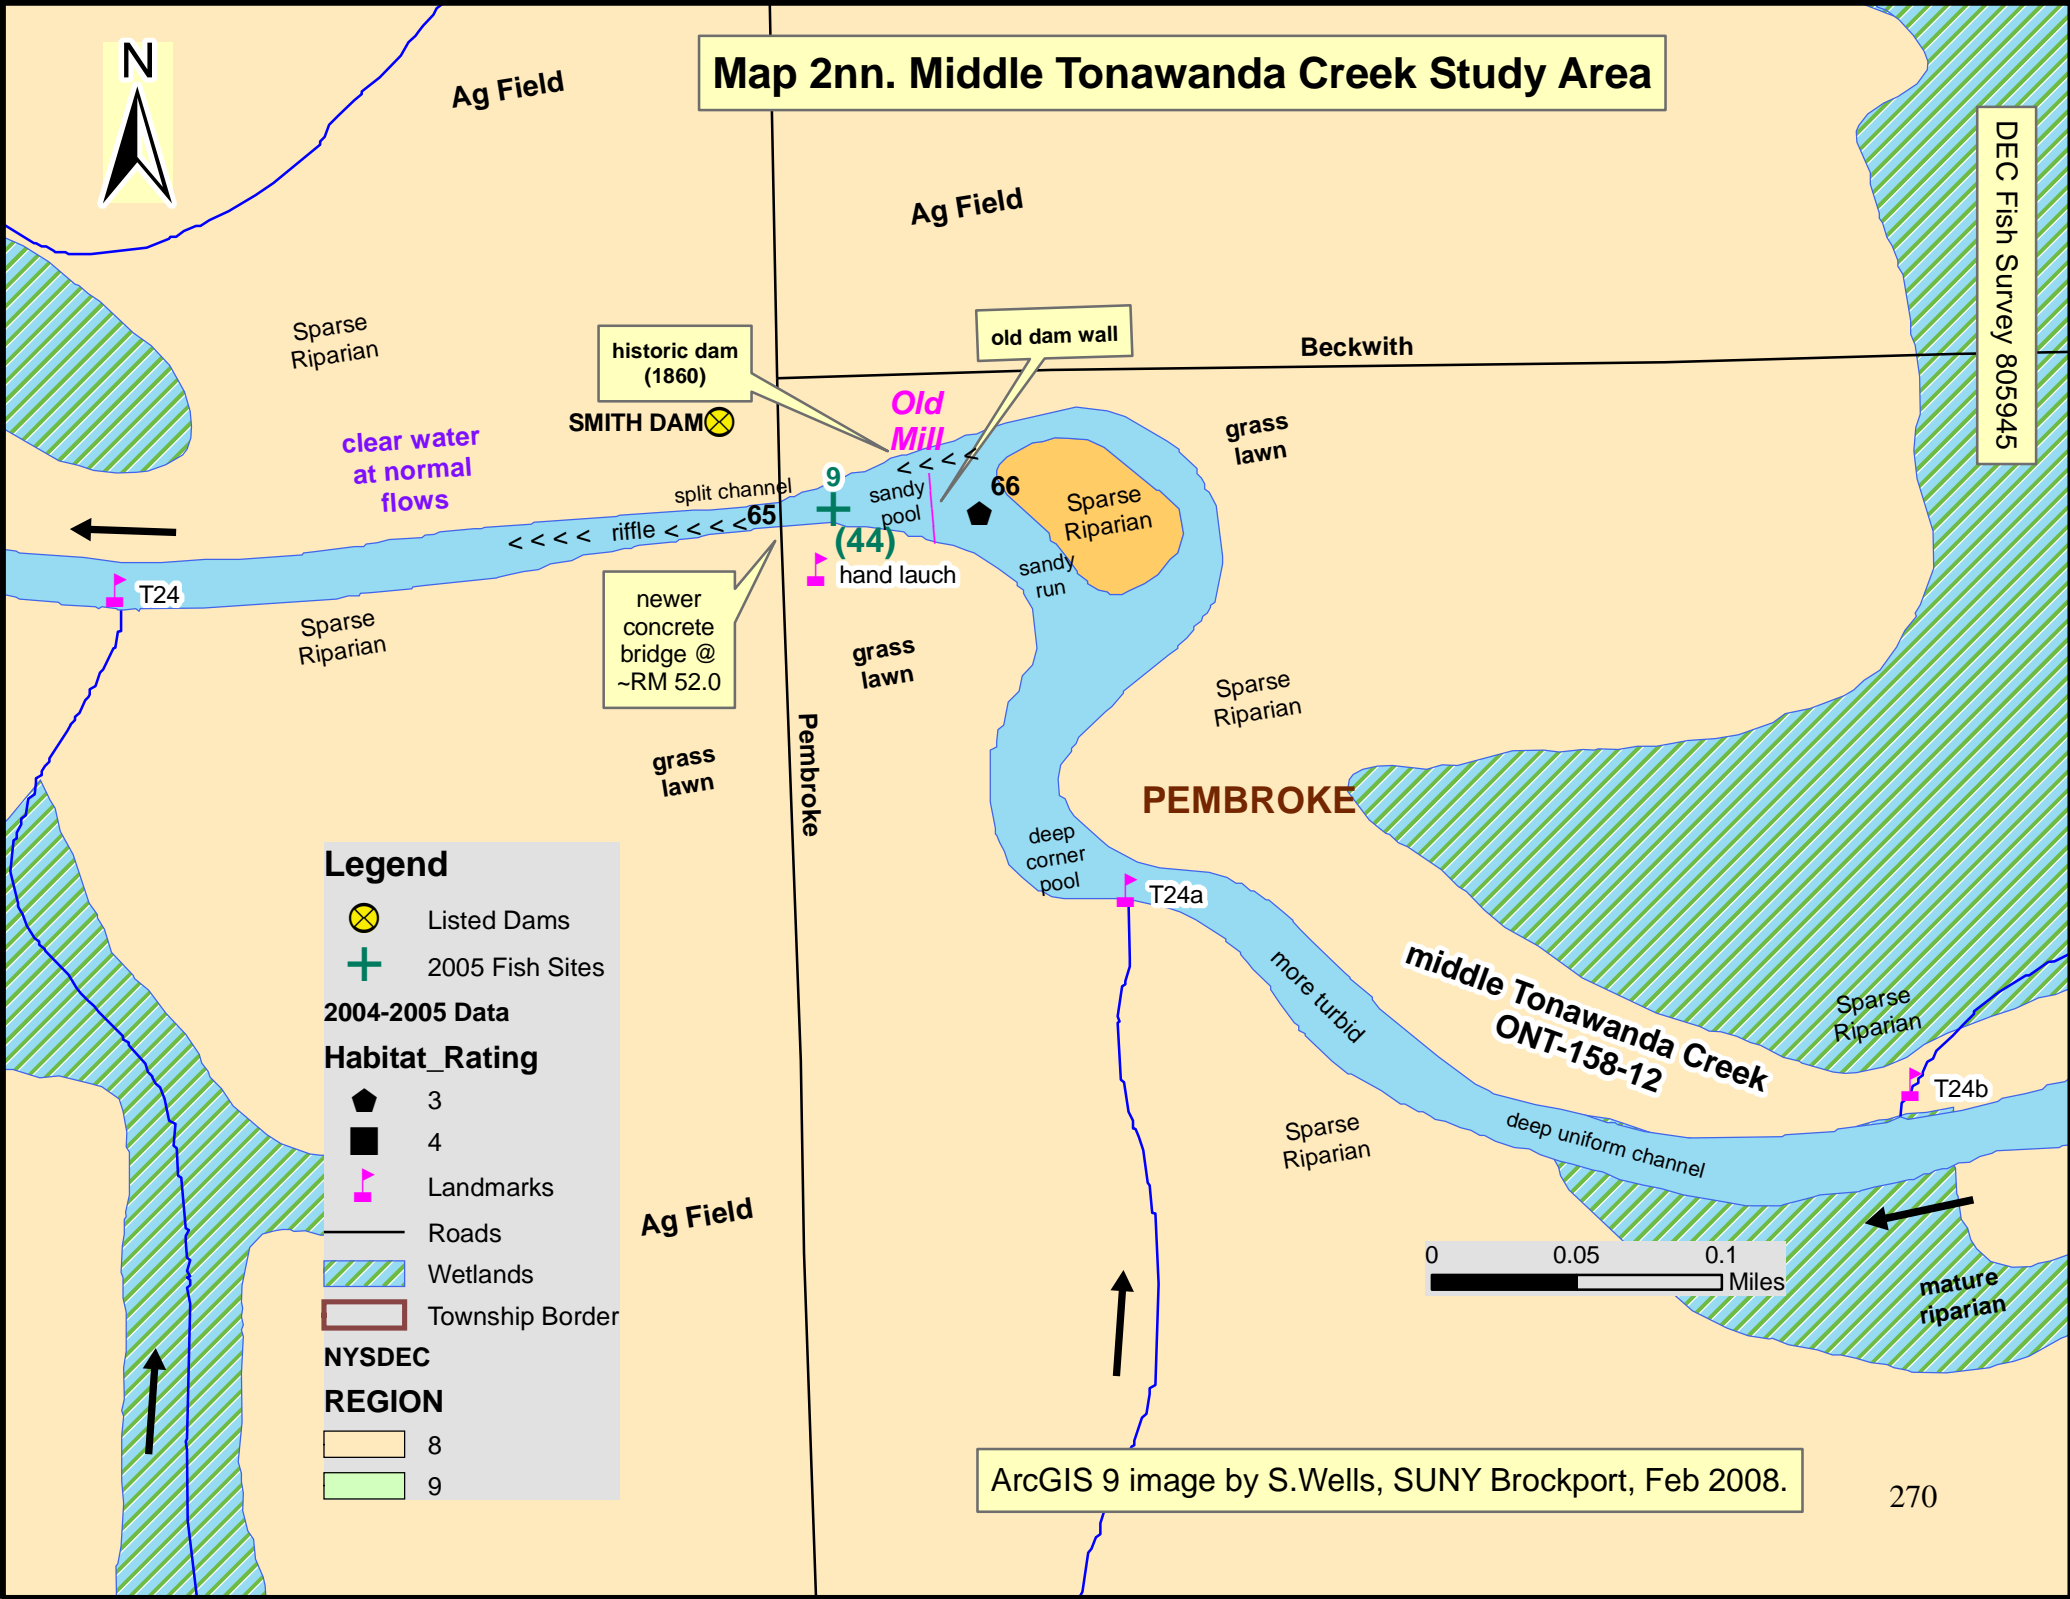 N
Map 2nn. Middle Tonawanda Creek Study Area
Ag Field
DEC Fish Survey 805945
Ag Field
Sparse
Riparian
historic dam
(1860)
old dam wall
Beckwith
SMITH DAM
Old
Mill
grass
lawn
clear water
at normal
flows
split channel
9
sandy
pool
66
Sparse
Riparian
< < < <
< < < <
riffle
< < < <
65
(44)
hand lauch
sandy
run
T24
newer
concrete
bridge @
~RM 52.0
Sparse
Riparian
grass
lawn
Sparse
Riparian
Pembroke
grass
lawn
PEMBROKE
deep
corner
pool
T24a
more turbid
middle Tonawanda Creek
ONT-158-12
Sparse
Riparian
T24b
Sparse
Riparian
deep uniform channel
Ag Field
0 0.05 0.1
Miles
mature
riparian
Legend
Listed Dams
2005 Fish Sites
2004-2005 Data
Habitat_Rating
3
4
Landmarks
Roads
Wetlands
Township Border
NYSDEC
REGION
8
9
ArcGIS 9 image by S.Wells, SUNY Brockport, Feb 2008.
270